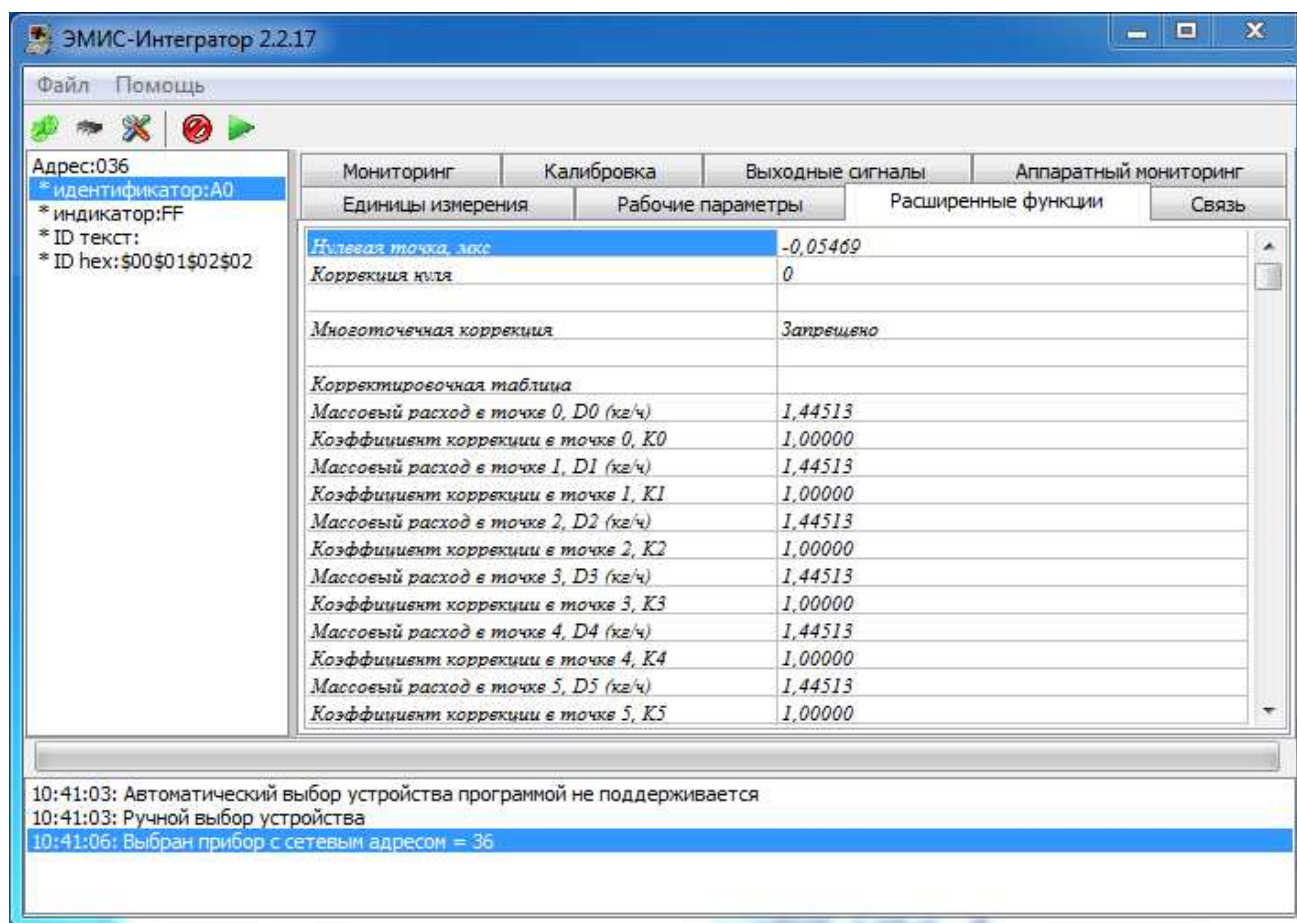 ЭМИС-Интегратор 2.2.17
Файл Помощь
Адрес:036
* идентификатор:A0
* индикатор:FF
* ID текст:
* ID hex:$00$01$02$02
Мониторинг Калибровка Выходные сигналы Аппаратный мониторинг
Единицы измерения Рабочие параметры Расширенные функции Связь
Нулевая точка, мкс -0,05469
Коррекция нуля 0
Многоточечная коррекция Запрещено
Корректировочная таблица
Массовый расход в точке 0, D0 (кг/ч) 1,44513
Коэффициент коррекции в точке 0, K0 1,00000
Массовый расход в точке 1, D1 (кг/ч) 1,44513
Коэффициент коррекции в точке 1, K1 1,00000
Массовый расход в точке 2, D2 (кг/ч) 1,44513
Коэффициент коррекции в точке 2, K2 1,00000
Массовый расход в точке 3, D3 (кг/ч) 1,44513
Коэффициент коррекции в точке 3, K3 1,00000
Массовый расход в точке 4, D4 (кг/ч) 1,44513
Коэффициент коррекции в точке 4, K4 1,00000
Массовый расход в точке 5, D5 (кг/ч) 1,44513
Коэффициент коррекции в точке 5, K5 1,00000
10:41:03: Автоматический выбор устройства программой не поддерживается
10:41:03: Ручной выбор устройства
10:41:06: Выбран прибор с сетевым адресом = 36